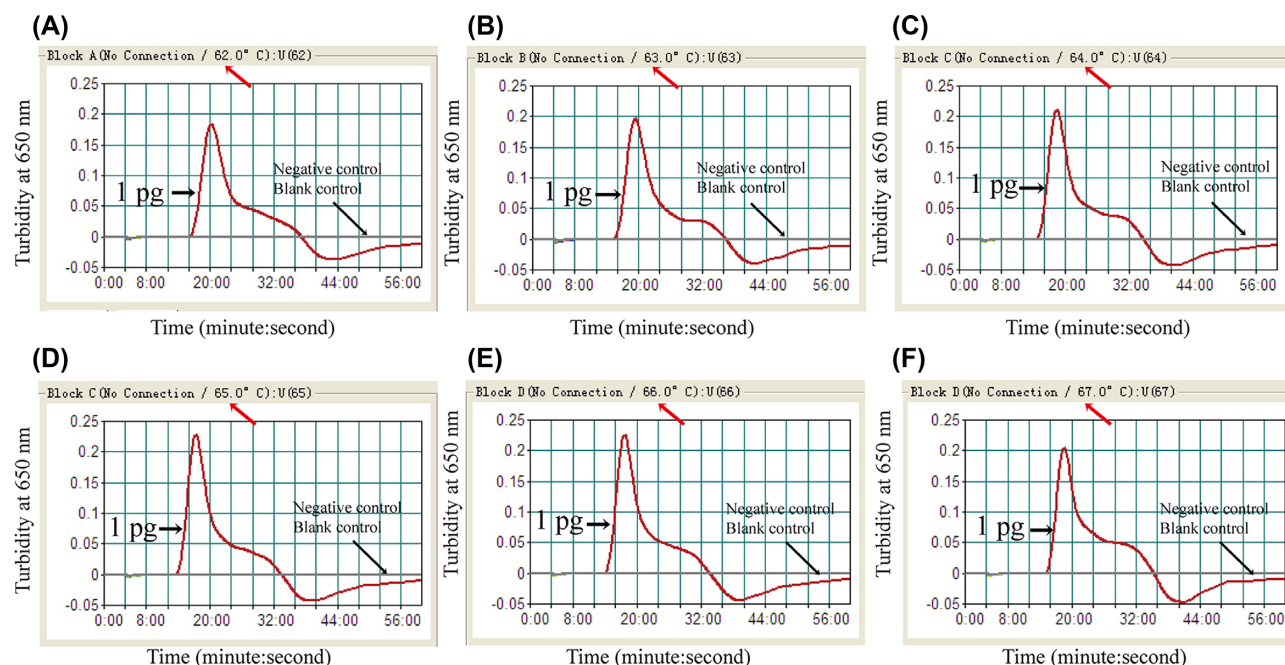 (A)
Block A(No Connection / 62.0° C):U(62)
Turbidity at 650 nm
0.25
0.2
0.15
0.1
0.05
0
-0.05
1 pg
Negative control
Blank control
0:00 8:00 20:00 32:00 44:00 56:00
Time (minute:second)
(B)
Block B(No Connection / 63.0° C):U(63)
Turbidity at 650 nm
0.25
0.2
0.15
0.1
0.05
0
-0.05
1 pg
Negative control
Blank control
0:00 8:00 20:00 32:00 44:00 56:00
Time (minute:second)
(C)
Block C(No Connection / 64.0° C):U(64)
Turbidity at 650 nm
0.25
0.2
0.15
0.1
0.05
0
-0.05
1 pg
Negative control
Blank control
0:00 8:00 20:00 32:00 44:00 56:00
Time (minute:second)
(D)
Block C(No Connection / 65.0° C):U(65)
Turbidity at 650 nm
0.25
0.2
0.15
0.1
0.05
0
-0.05
1 pg
Negative control
Blank control
0:00 8:00 20:00 32:00 44:00 56:00
Time (minute:second)
(E)
Block D(No Connection / 66.0° C):U(66)
Turbidity at 650 nm
0.25
0.2
0.15
0.1
0.05
0
-0.05
1 pg
Negative control
Blank control
0:00 8:00 20:00 32:00 44:00 56:00
Time (minute:second)
(F)
Block D(No Connection / 67.0° C):U(67)
Turbidity at 650 nm
0.25
0.2
0.15
0.1
0.05
0
-0.05
1 pg
Negative control
Blank control
0:00 8:00 20:00 32:00 44:00 56:00
Time (minute:second)